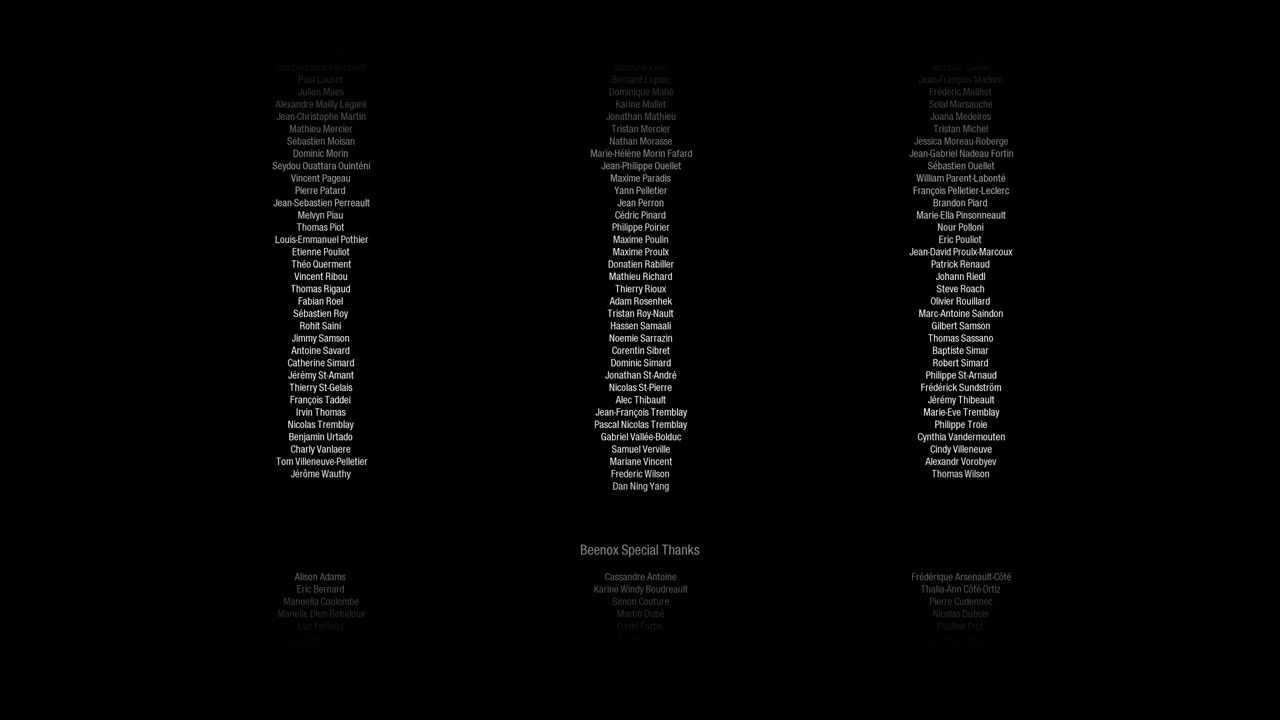 Paul Louret Bernard Lupien Jean-François Madore
Julien Maes Dominique Mahé Frédéric Mailhot
Alexandre Mailly Legaré Karine Mallet Solal Marsauche
Jean-Christophe Martin Jonathan Mathieu Joana Medeiros
Mathieu Mercier Tristan Mercier Tristan Michel
Sébastien Moisan Nathan Morasse Jessica Moreau-Roberge
Dominic Morin Marie-Hélène Morin Fafard Jean-Gabriel Nadeau Fortin
Seydou Ouattara Ouinténi Jean-Philippe Ouellet Sébastien Ouellet
Vincent Pageau Maxime Paradis William Parent-Labonté
Pierre Patard Yann Pelletier François Pelletier-Leclerc
Jean-Sebastien Perreault Jean Perron Brandon Piard
Melvyn Piau Cédric Pinard Marie-Ella Pinsonneault
Thomas Piot Philippe Poirier Nour Polloni
Louis-Emmanuel Pothier Maxime Poulin Eric Pouliot
Etienne Pouliot Maxime Proulx Jean-David Proulx-Marcoux
Théo Querment Donatien Rabiller Patrick Renaud
Vincent Ribou Mathieu Richard Johann Riedl
Thomas Rigaud Thierry Rioux Steve Roach
Fabian Roel Adam Rosenhek Olivier Rouillard
Sébastien Roy Tristan Roy-Nault Marc-Antoine Saindon
Rohit Saini Hassen Samaali Gilbert Samson
Jimmy Samson Noemie Sarrazin Thomas Sassano
Antoine Savard Corentin Sibret Baptiste Simar
Catherine Simard Dominic Simard Robert Simard
Jérémy St-Amant Jonathan St-André Philippe St-Arnaud
Thierry St-Gelais Nicolas St-Pierre Frédérick Sundström
François Taddei Alec Thibault Jérémy Thibeault
Irvin Thomas Jean-François Tremblay Marie-Eve Tremblay
Nicolas Tremblay Pascal Nicolas Tremblay Philippe Troie
Benjamin Urtado Gabriel Vallée-Bolduc Cynthia Vandermouten
Charly Vanlaere Samuel Verville Cindy Villeneuve
Tom Villeneuve-Pelletier Mariane Vincent Alexandr Vorobyev
Jérôme Wauthy Frederic Wilson Thomas Wilson
Dan Ning Yang
Beenox Special Thanks
Alison Adams Cassandre Antoine Frédérique Arsenault-Côté
Eric Bernard Karine Windy Boudreault Thalia-Ann Côté-Ortiz
Manuella Coulombe Simon Couture Pierre Cudennec
Marielle Dion-Robidoux Martin Dubé Nicolas Dubois
Luc Ferland David Fortin Pauline